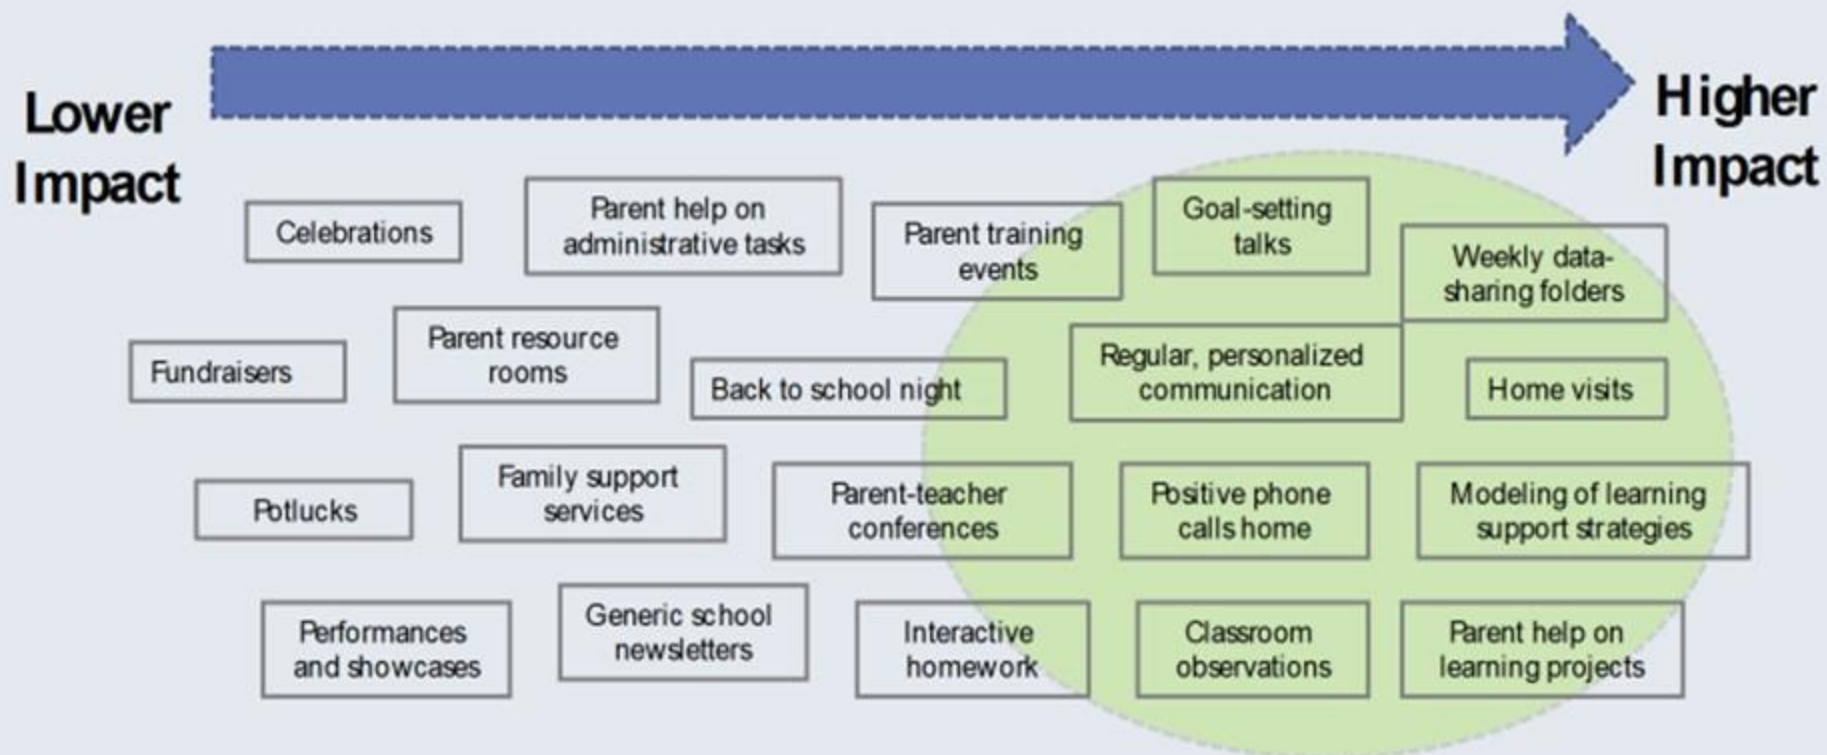 Lower
Impact
Higher
Impact
Celebrations
Parent help on
administrative tasks
Parent training
events
Goal-setting
talks
Weekly data-
sharing folders
Fundraisers
Parent resource
rooms
Back to school night
Regular, personalized
communication
Home visits
Potlucks
Family support
services
Parent-teacher
conferences
Positive phone
calls home
Modeling of learning
support strategies
Performances
and showcases
Generic school
newsletters
Interactive
homework
Classroom
observations
Parent help on
learning projects